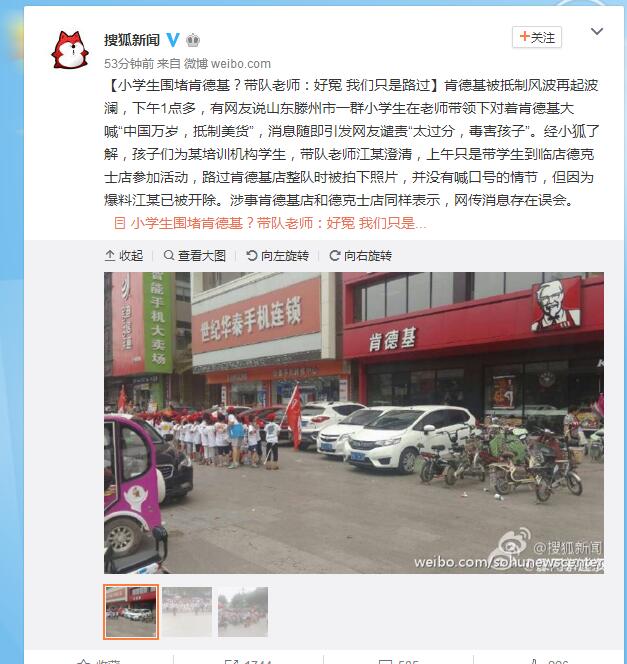 搜狐新闻
+关注
53分钟前 来自 微博 weibo.com
【小学生围堵肯德基？带队老师：好冤 我们只是路过】肯德基被抵制风波再起波
澜，下午1点多，有网友说山东滕州市一群小学生在老师带领下对着肯德基大
喊“中国万岁，抵制美货”，消息随即引发网友谴责“太过分，毒害孩子”。经小狐了
解，孩子们为某培训机构学生，带队老师江某澄清，上午只是带学生到临店德克
士店参加活动，路过肯德基店整队时被拍下照片，并没有喊口号的情节，但因为
爆料江某已被开除。涉事肯德基店和德克士店同样表示，网传消息存在误会。
小学生围堵肯德基？带队老师：好冤 我们只是...
收起 查看大图 向左旋转 向右旋转
智能手机大卖场
世纪华泰手机连锁
肯德基
@搜狐新闻
weibo.com/sohunewscenter
收藏 1744 585